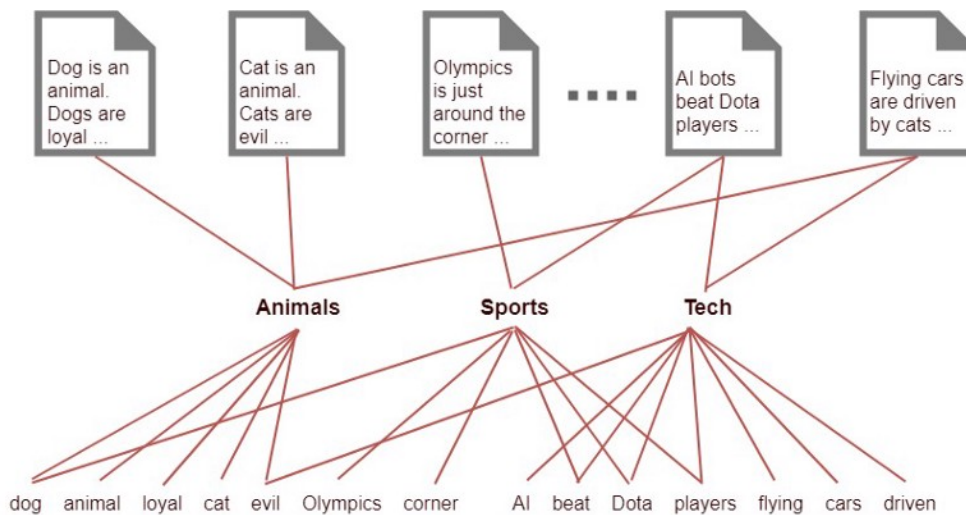 Dog is an
animal.
Dogs are
loyal ...
Cat is an
animal.
Cats are
evil ...
Olympics
is just
around the
corner ...
AI bots
beat Dota
players ...
Flying cars
are driven
by cats ...
Animals
Sports
Tech
dog animal loyal cat evil Olympics corner AI beat Dota players flying cars driven